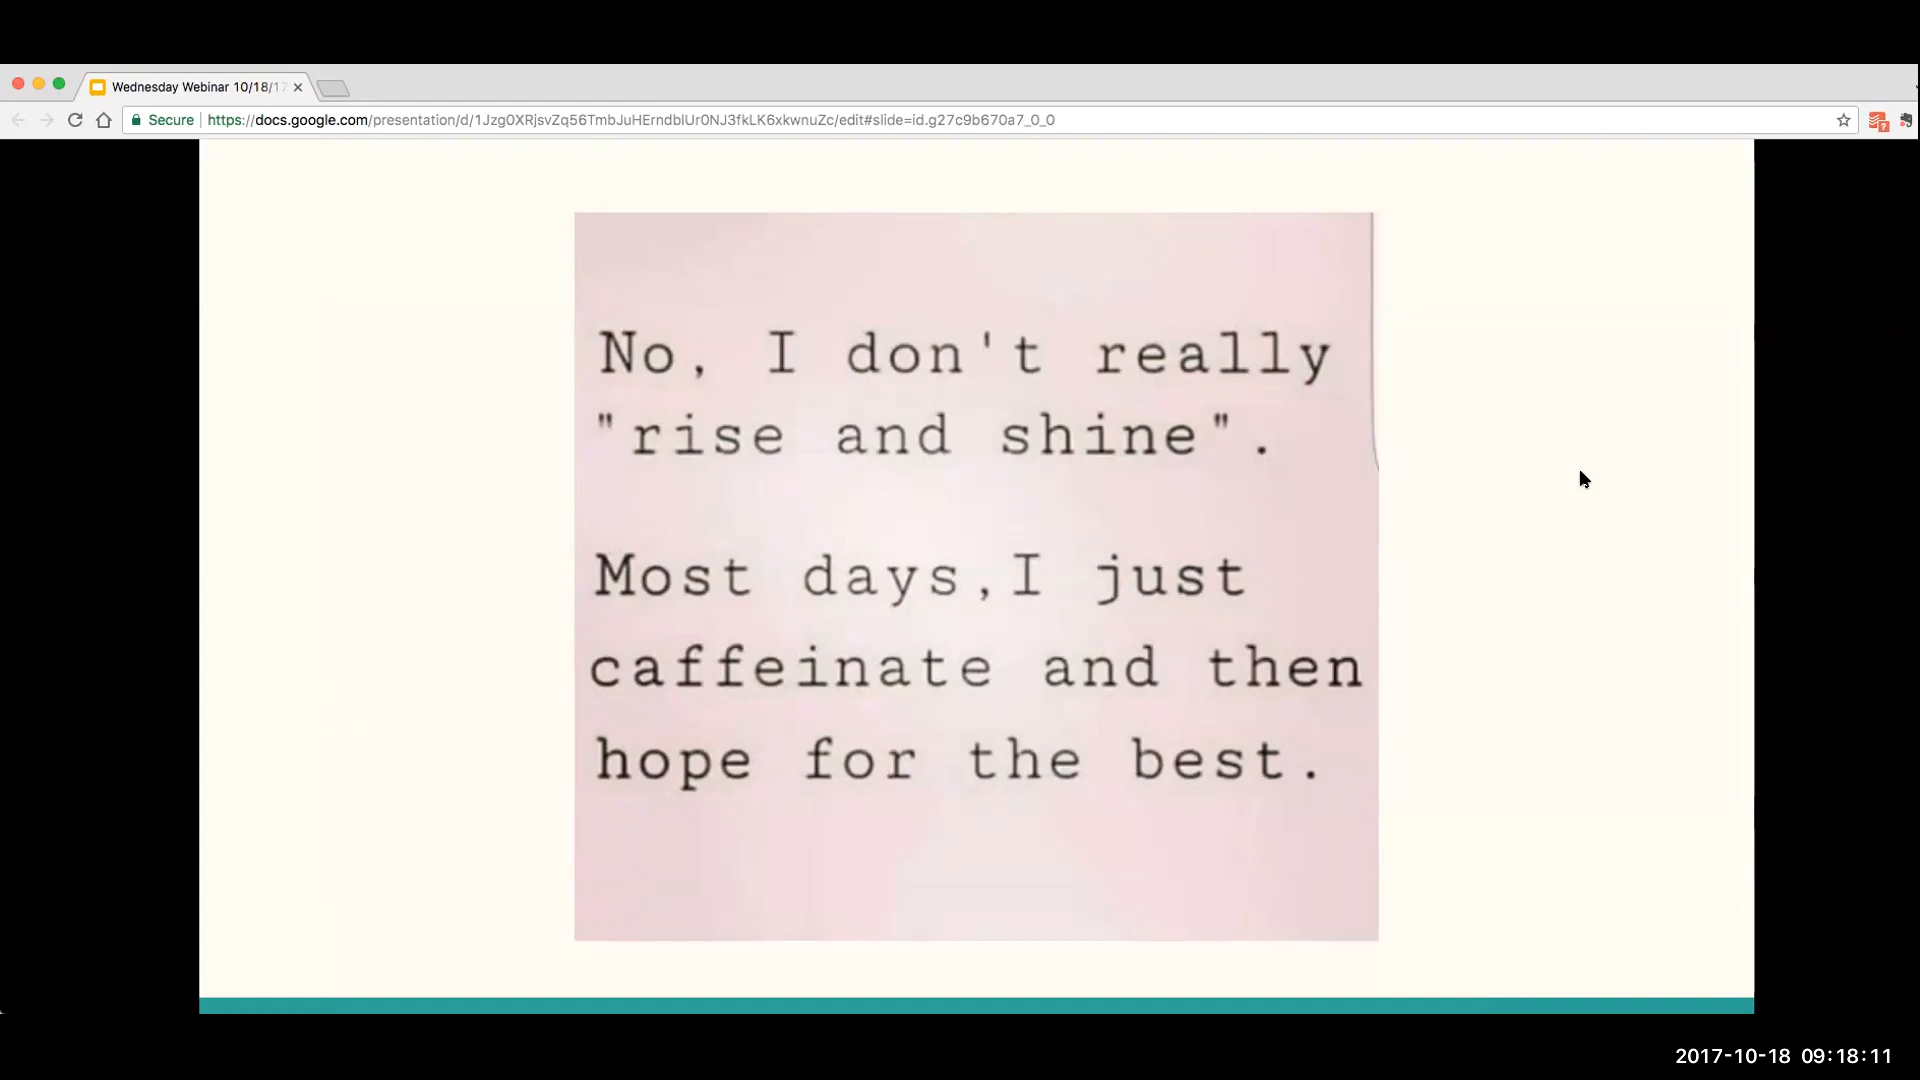 Wednesday Webinar 10/18/17
Secure https://docs.google.com/presentation/d/1Jzg0XRjsvZq56TmbJuHErndblUr0NJ3fkLK6xkwnuZc/edit#slide=id.g27c9b670a7_0_0
No, I don't really
"rise and shine".
Most days,I just
caffeinate and then
hope for the best.
2017-10-18 09:18:11